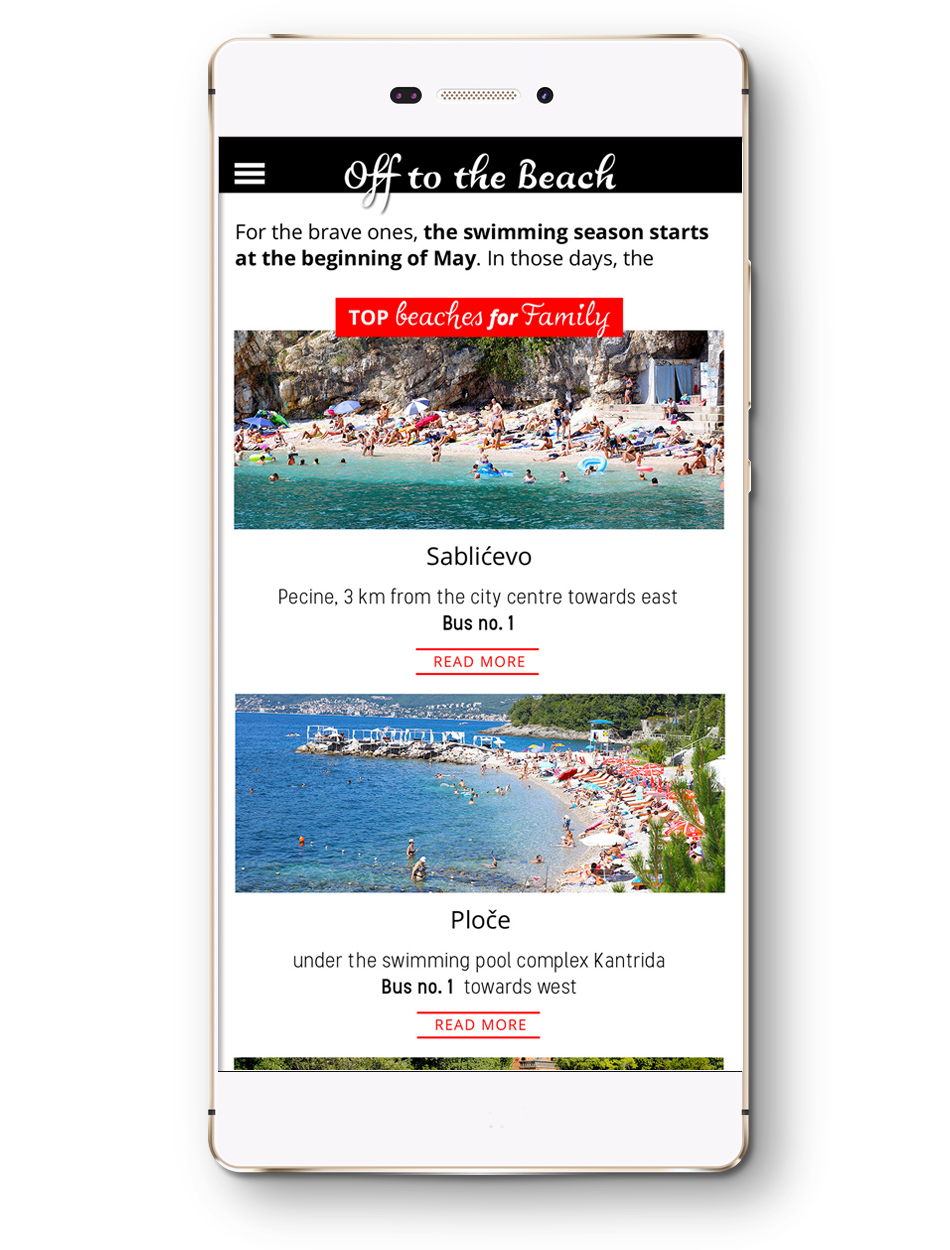 Off to the Beach
For the brave ones, the swimming season starts
at the beginning of May. In those days, the
TOP beaches for Family
Sablićevo
Pecine, 3 km from the city centre towards east
Bus no. 1
READ MORE
Ploče
under the swimming pool complex Kantrida
Bus no. 1 towards west
READ MORE